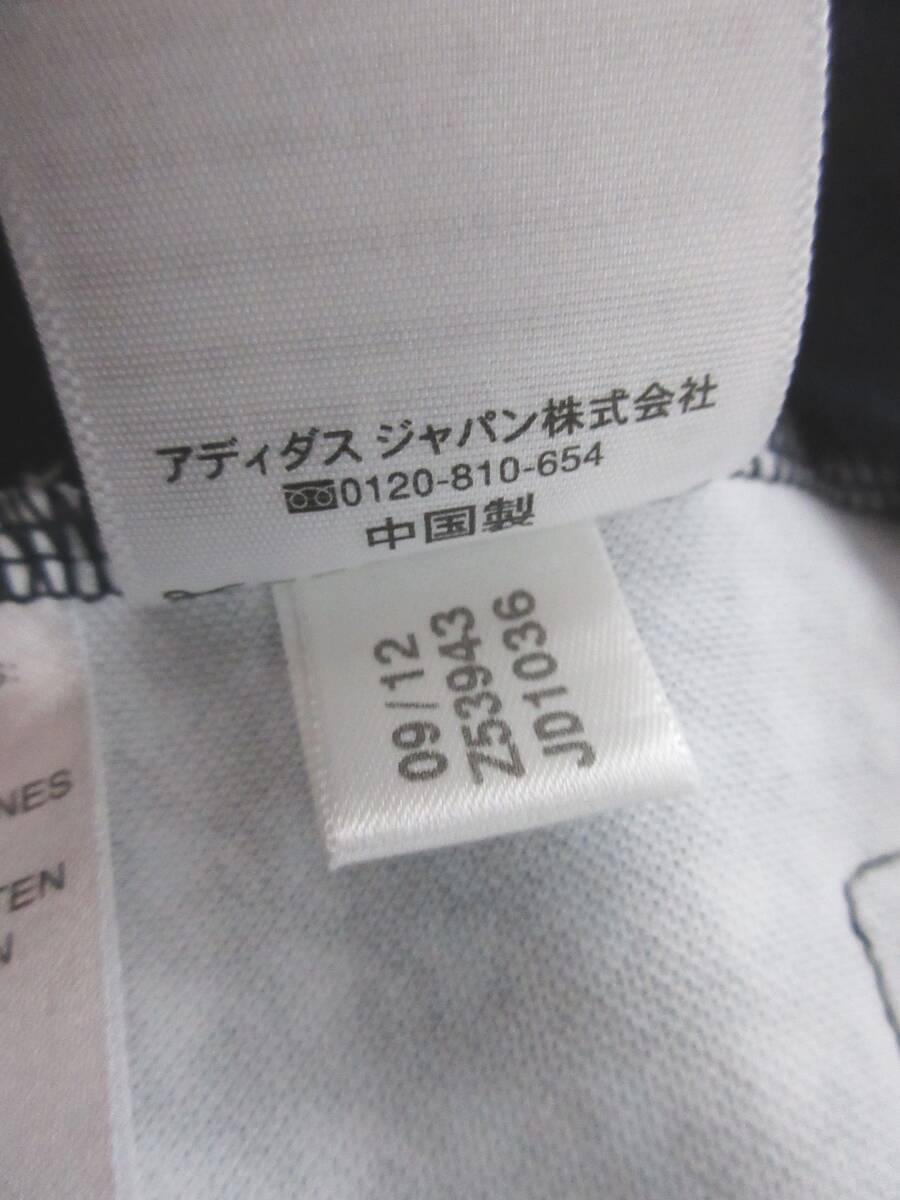 アディダス ジャパン株式会社
0120-810-654
中国製
09/12
Z53943
JD1036
NES
TEN